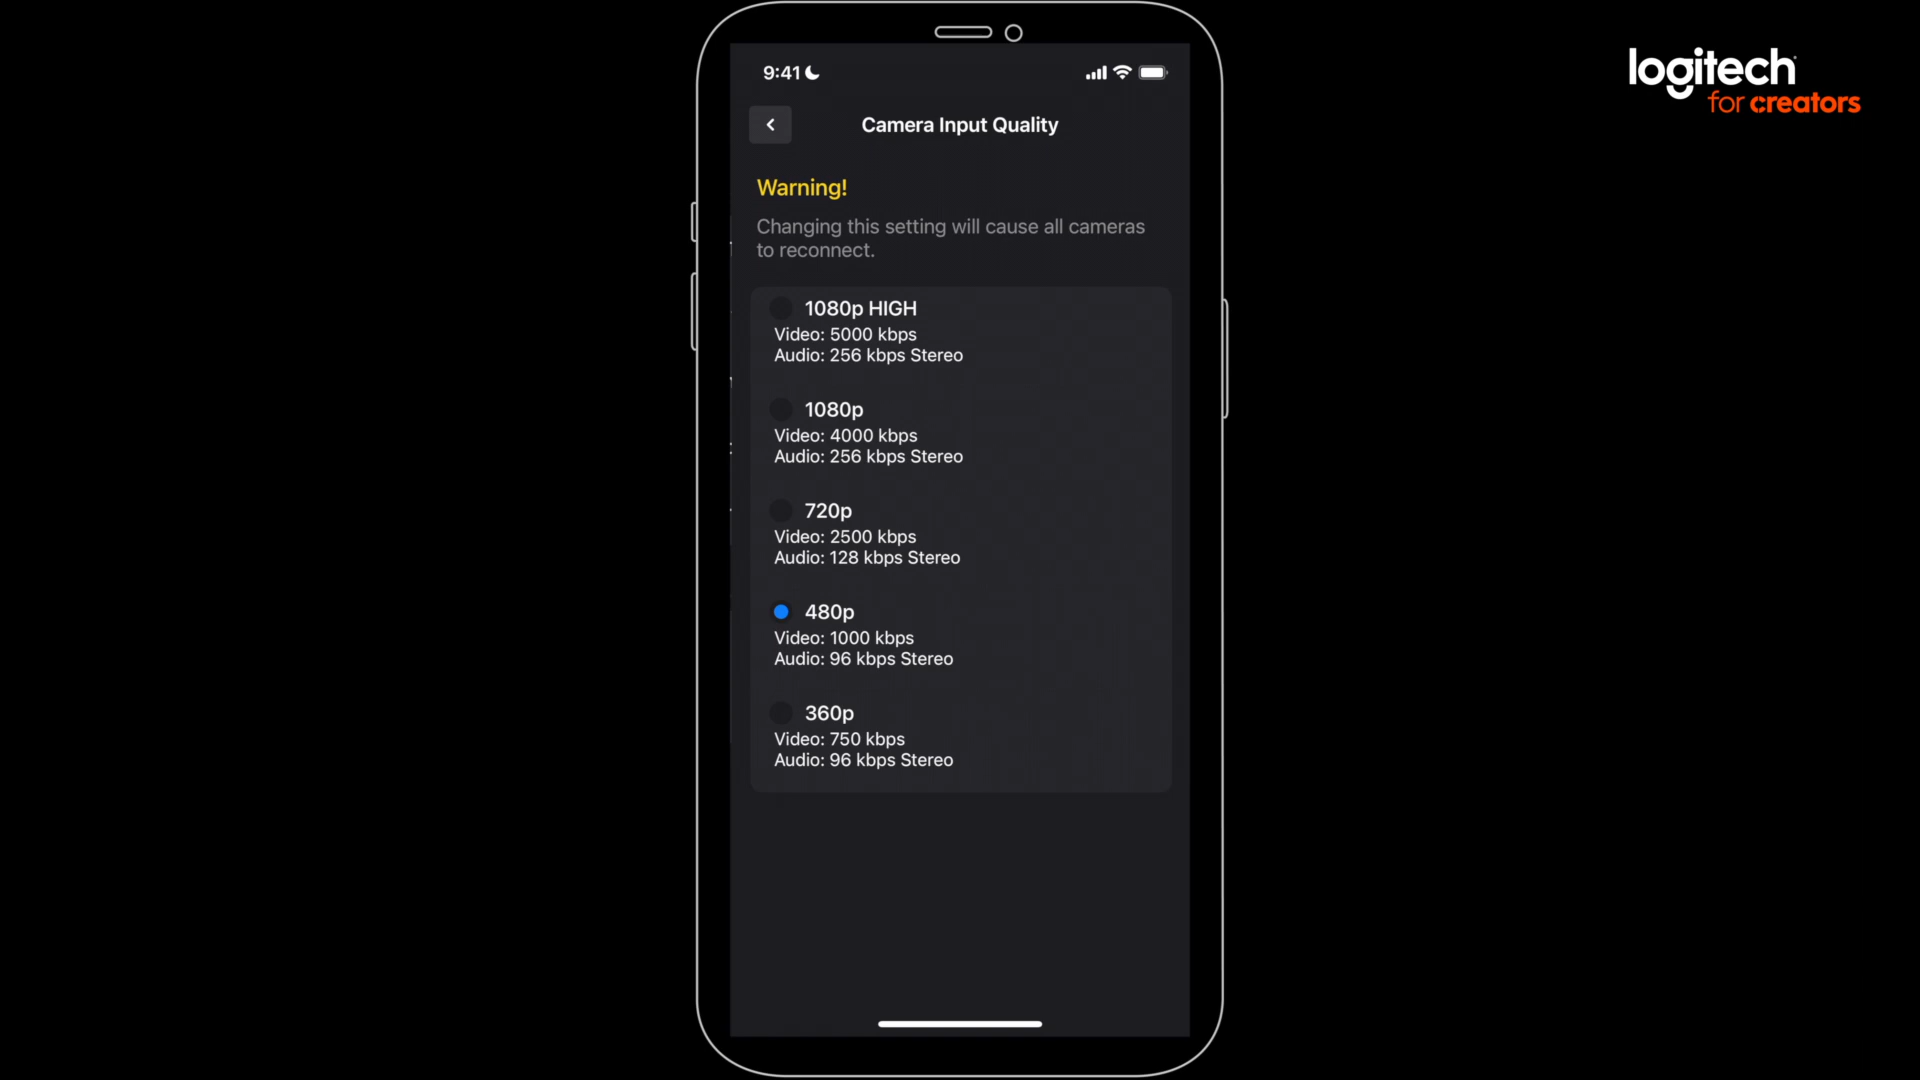 logitech
for creators
9:41
Camera Input Quality
Warning!
Changing this setting will cause all cameras
to reconnect.
1080p HIGH
Video: 5000 kbps
Audio: 256 kbps Stereo
1080p
Video: 4000 kbps
Audio: 256 kbps Stereo
720p
Video: 2500 kbps
Audio: 128 kbps Stereo
480p
Video: 1000 kbps
Audio: 96 kbps Stereo
360p
Video: 750 kbps
Audio: 96 kbps Stereo